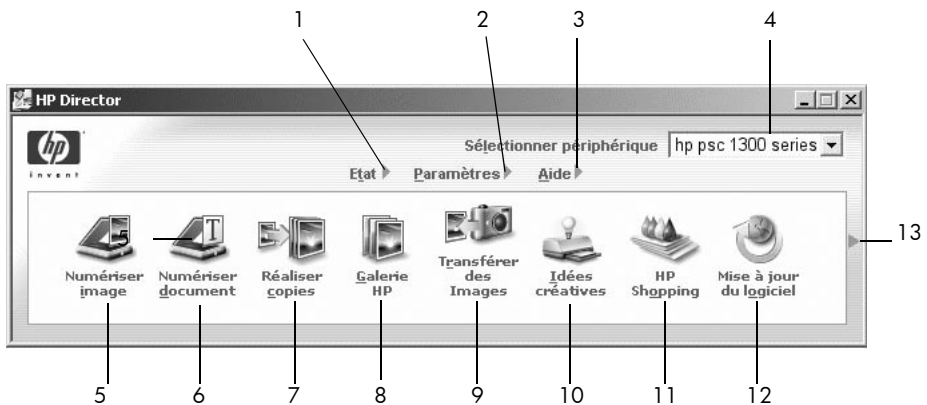 1 2 3 4
HP Director
hp
invent
Sélectionner périphérique hp psc 1300 series
Etat Paramètres Aide
13
5
T
Numériser
image
Numériser
document
Réaliser
copies
Galerie
HP
Transférer
des
Images
Idées
créatives
HP
Shopping
Mise à jour
du logiciel
5 6 7 8 9 10 11 12